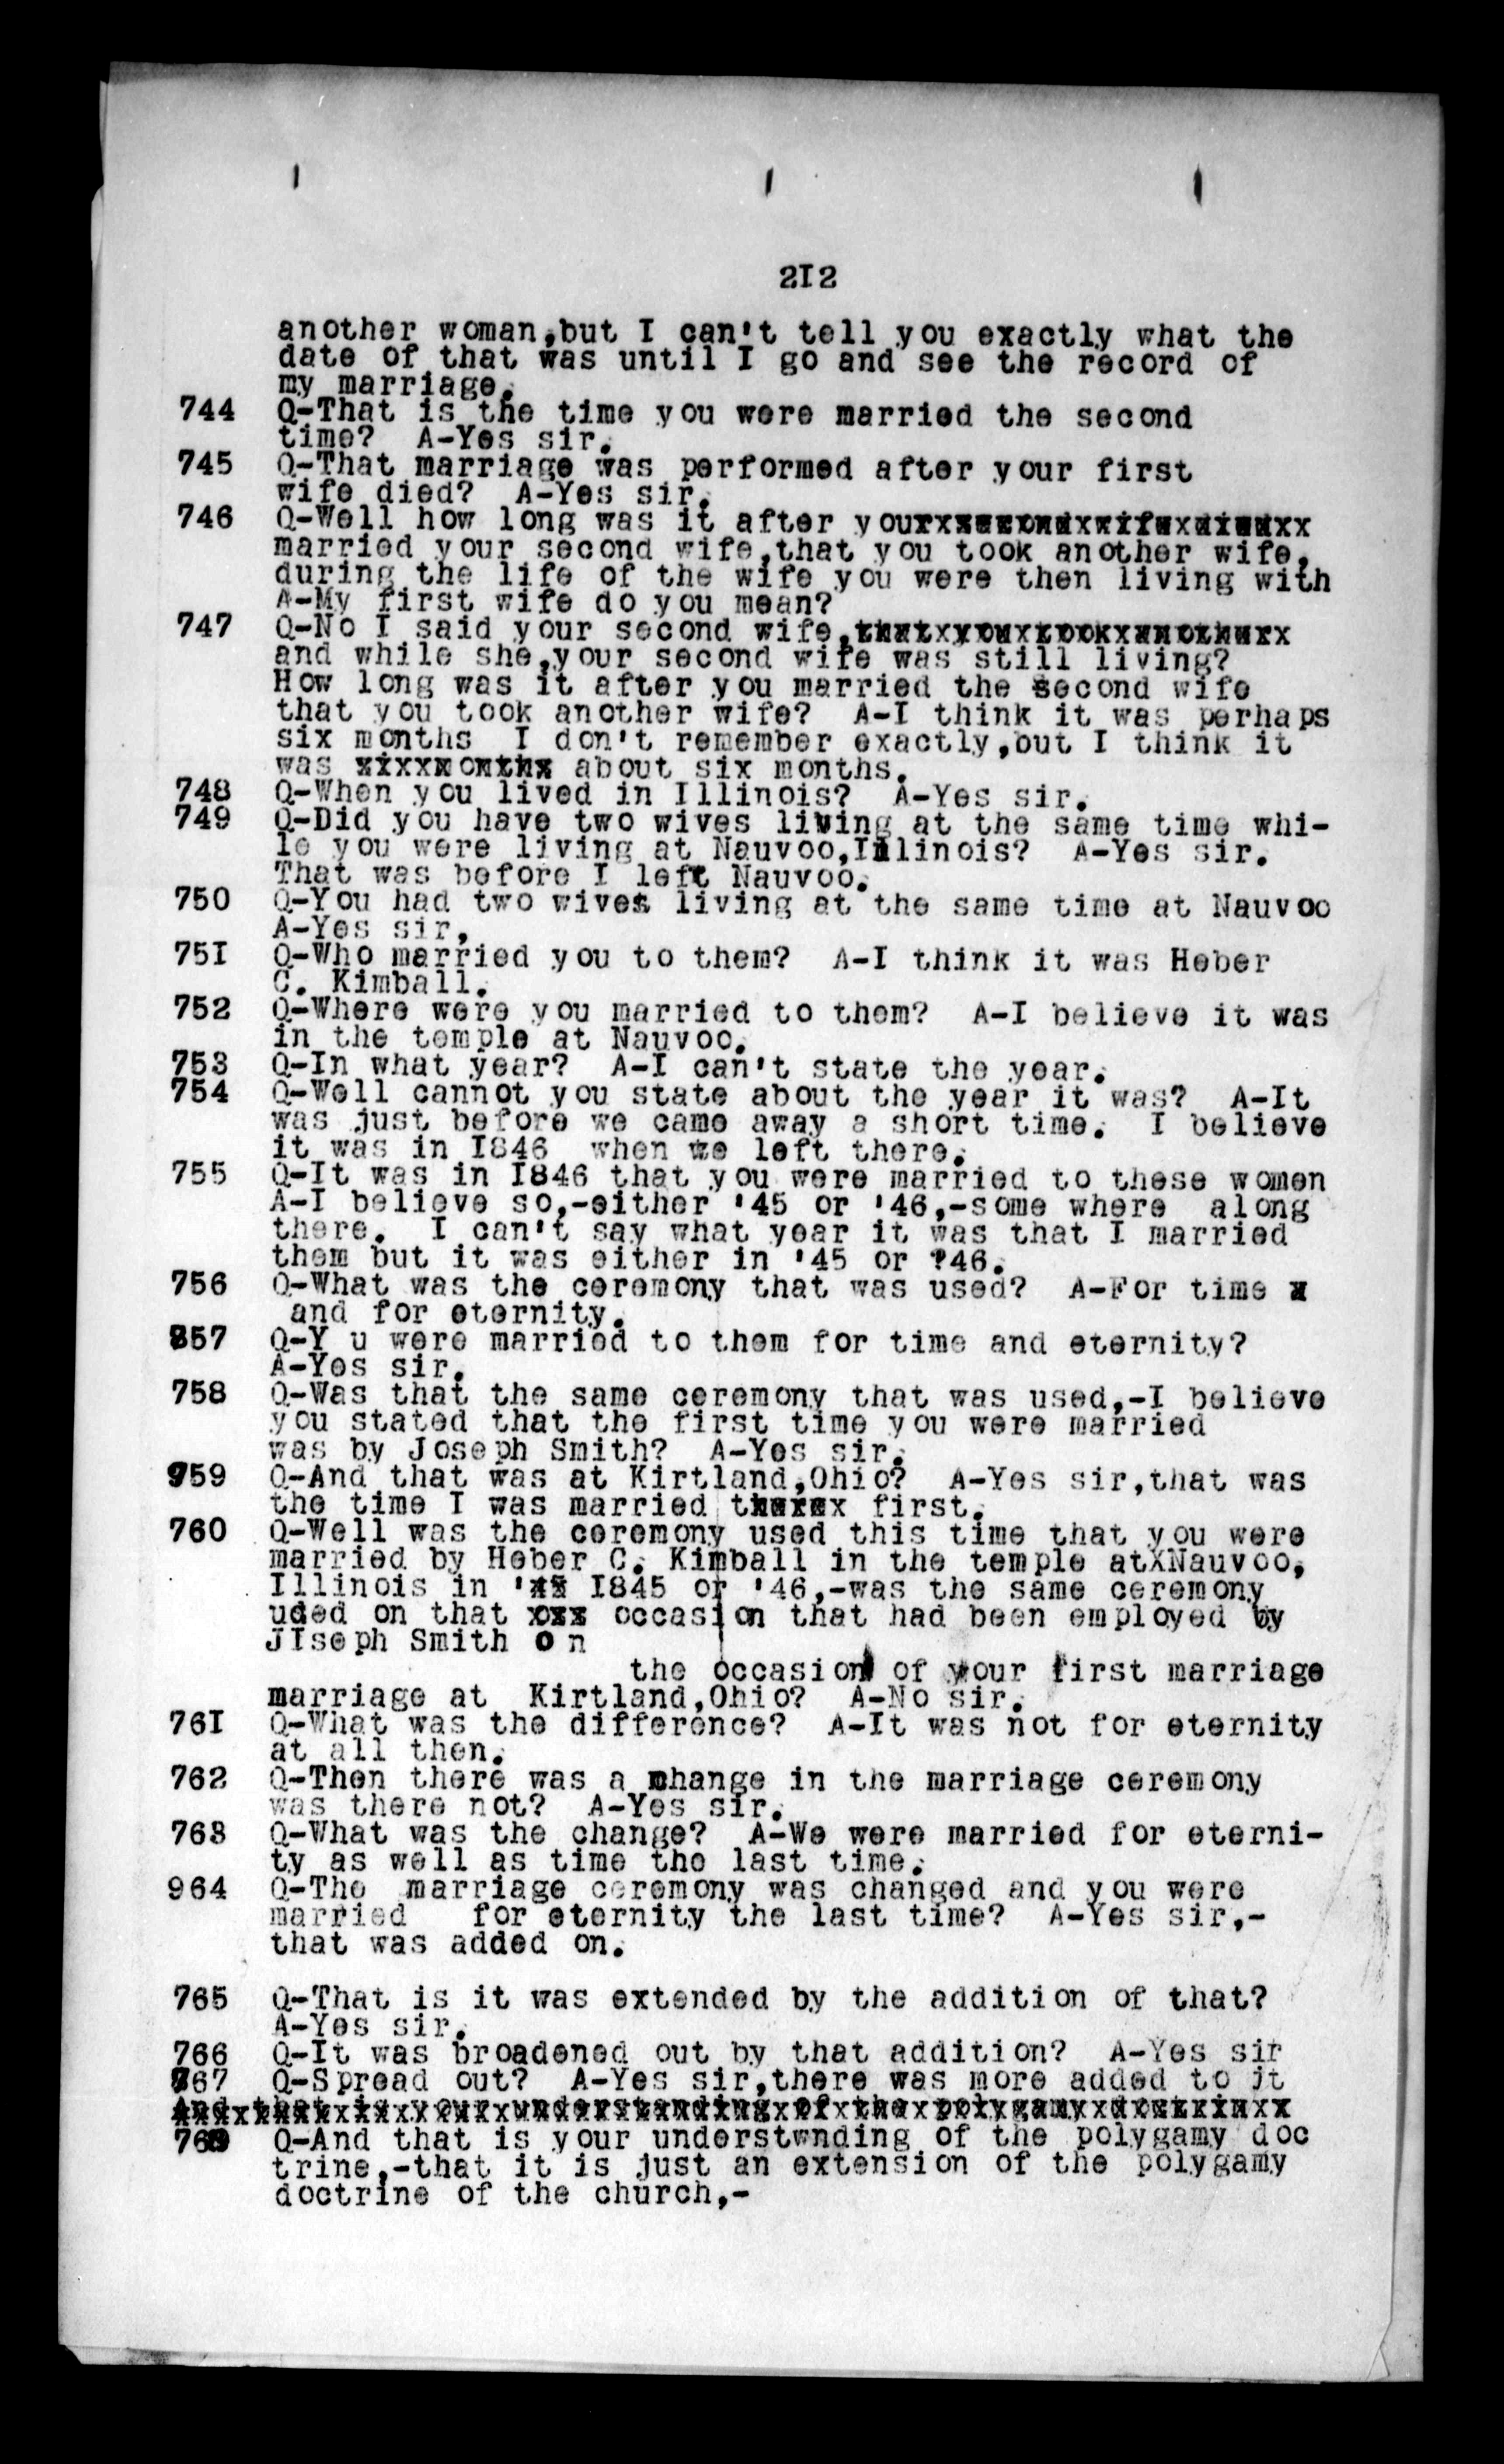 212
another woman,but I can't tell you exactly what the
date of that was until I go and see the record of
my marriage.
744 Q-That is the time you were married the second
time? A-Yes sir.
745 Q-That marriage was performed after your first
wife died? A-Yes sir.
746 Q-Well how long was it after you
married your second wife,that you took another wife,
during the life of the wife you were then living with
A-My first wife do you mean?
747 Q-No I said your second wife,
and while she,your second wife was still living?
How long was it after you married the second wife
that you took another wife? A-I think it was perhaps
six months I don't remember exactly,but I think it
was about six months.
748 Q-When you lived in Illinois? A-Yes sir.
749 Q-Did you have two wives living at the same time whi-
le you were living at Nauvoo,Illinois? A-Yes sir.
That was before I left Nauvoo.
750 Q-You had two wives living at the same time at Nauvoo
A-Yes sir.
751 Q-Who married you to them? A-I think it was Heber
C. Kimball.
752 Q-Where were you married to them? A-I believe it was
in the temple at Nauvoo.
753 Q-In what year? A-I can't state the year.
754 Q-Well cannot you state about the year it was? A-It
was just before we came away a short time. I believe
it was in I846 when we left there.
755 Q-It was in I846 that you were married to these women
A-I believe so,-either '45 or '46,-some where along
there. I can't say what year it was that I married
them but it was either in '45 or ?46.
756 Q-What was the ceremony that was used? A-For time x
and for eternity.
857 Q-Y u were married to them for time and eternity?
A-Yes sir.
758 Q-Was that the same ceremony that was used,-I believe
you stated that the first time you were married
was by Joseph Smith? A-Yes sir.
959 Q-And that was at Kirtland,Ohio? A-Yes sir,that was
the time I was married first.
760 Q-Well was the ceremony used this time that you were
married by Heber C. Kimball in the temple atXNauvoo,
Illinois in I845 or '46,-was the same ceremony
used on that occasion that had been employed by
JIseph Smith on
the occasion of your first marriage
marriage at Kirtland,Ohio? A-No sir.
761 Q-What was the difference? A-It was not for eternity
at all then.
762 Q-Then there was a change in the marriage ceremony
was there not? A-Yes sir.
763 Q-What was the change? A-We were married for eterni-
ty as well as time the last time.
964 Q-The marriage ceremony was changed and you were
married for eternity the last time? A-Yes sir,-
that was added on.
765 Q-That is it was extended by the addition of that?
A-Yes sir.
766 Q-It was broadened out by that addition? A-Yes sir
767 Q-Spread out? A-Yes sir,there was more added to it
And that is your understanding of the polygamy doctrine
768 Q-And that is your understwnding of the polygamy doc
trine,-that it is just an extension of the polygamy
doctrine of the church,-